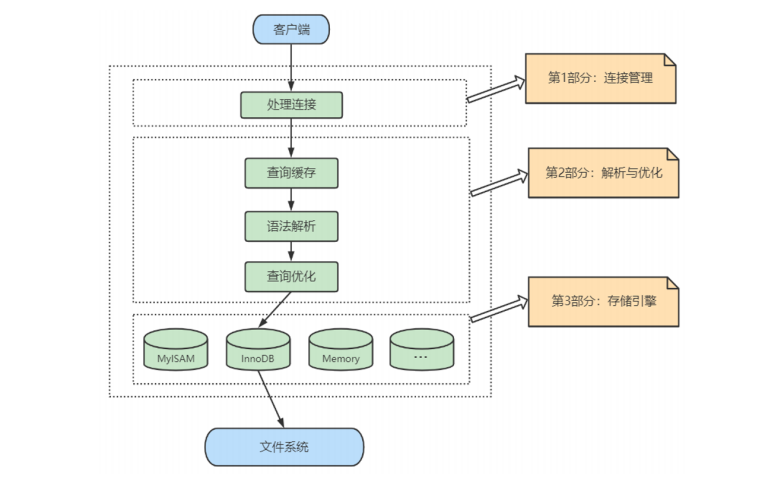 客户端
处理连接
第1部分：连接管理
查询缓存
第2部分：解析与优化
语法解析
查询优化
第3部分：存储引擎
MyISAM
InnoDB
Memory
...
文件系统